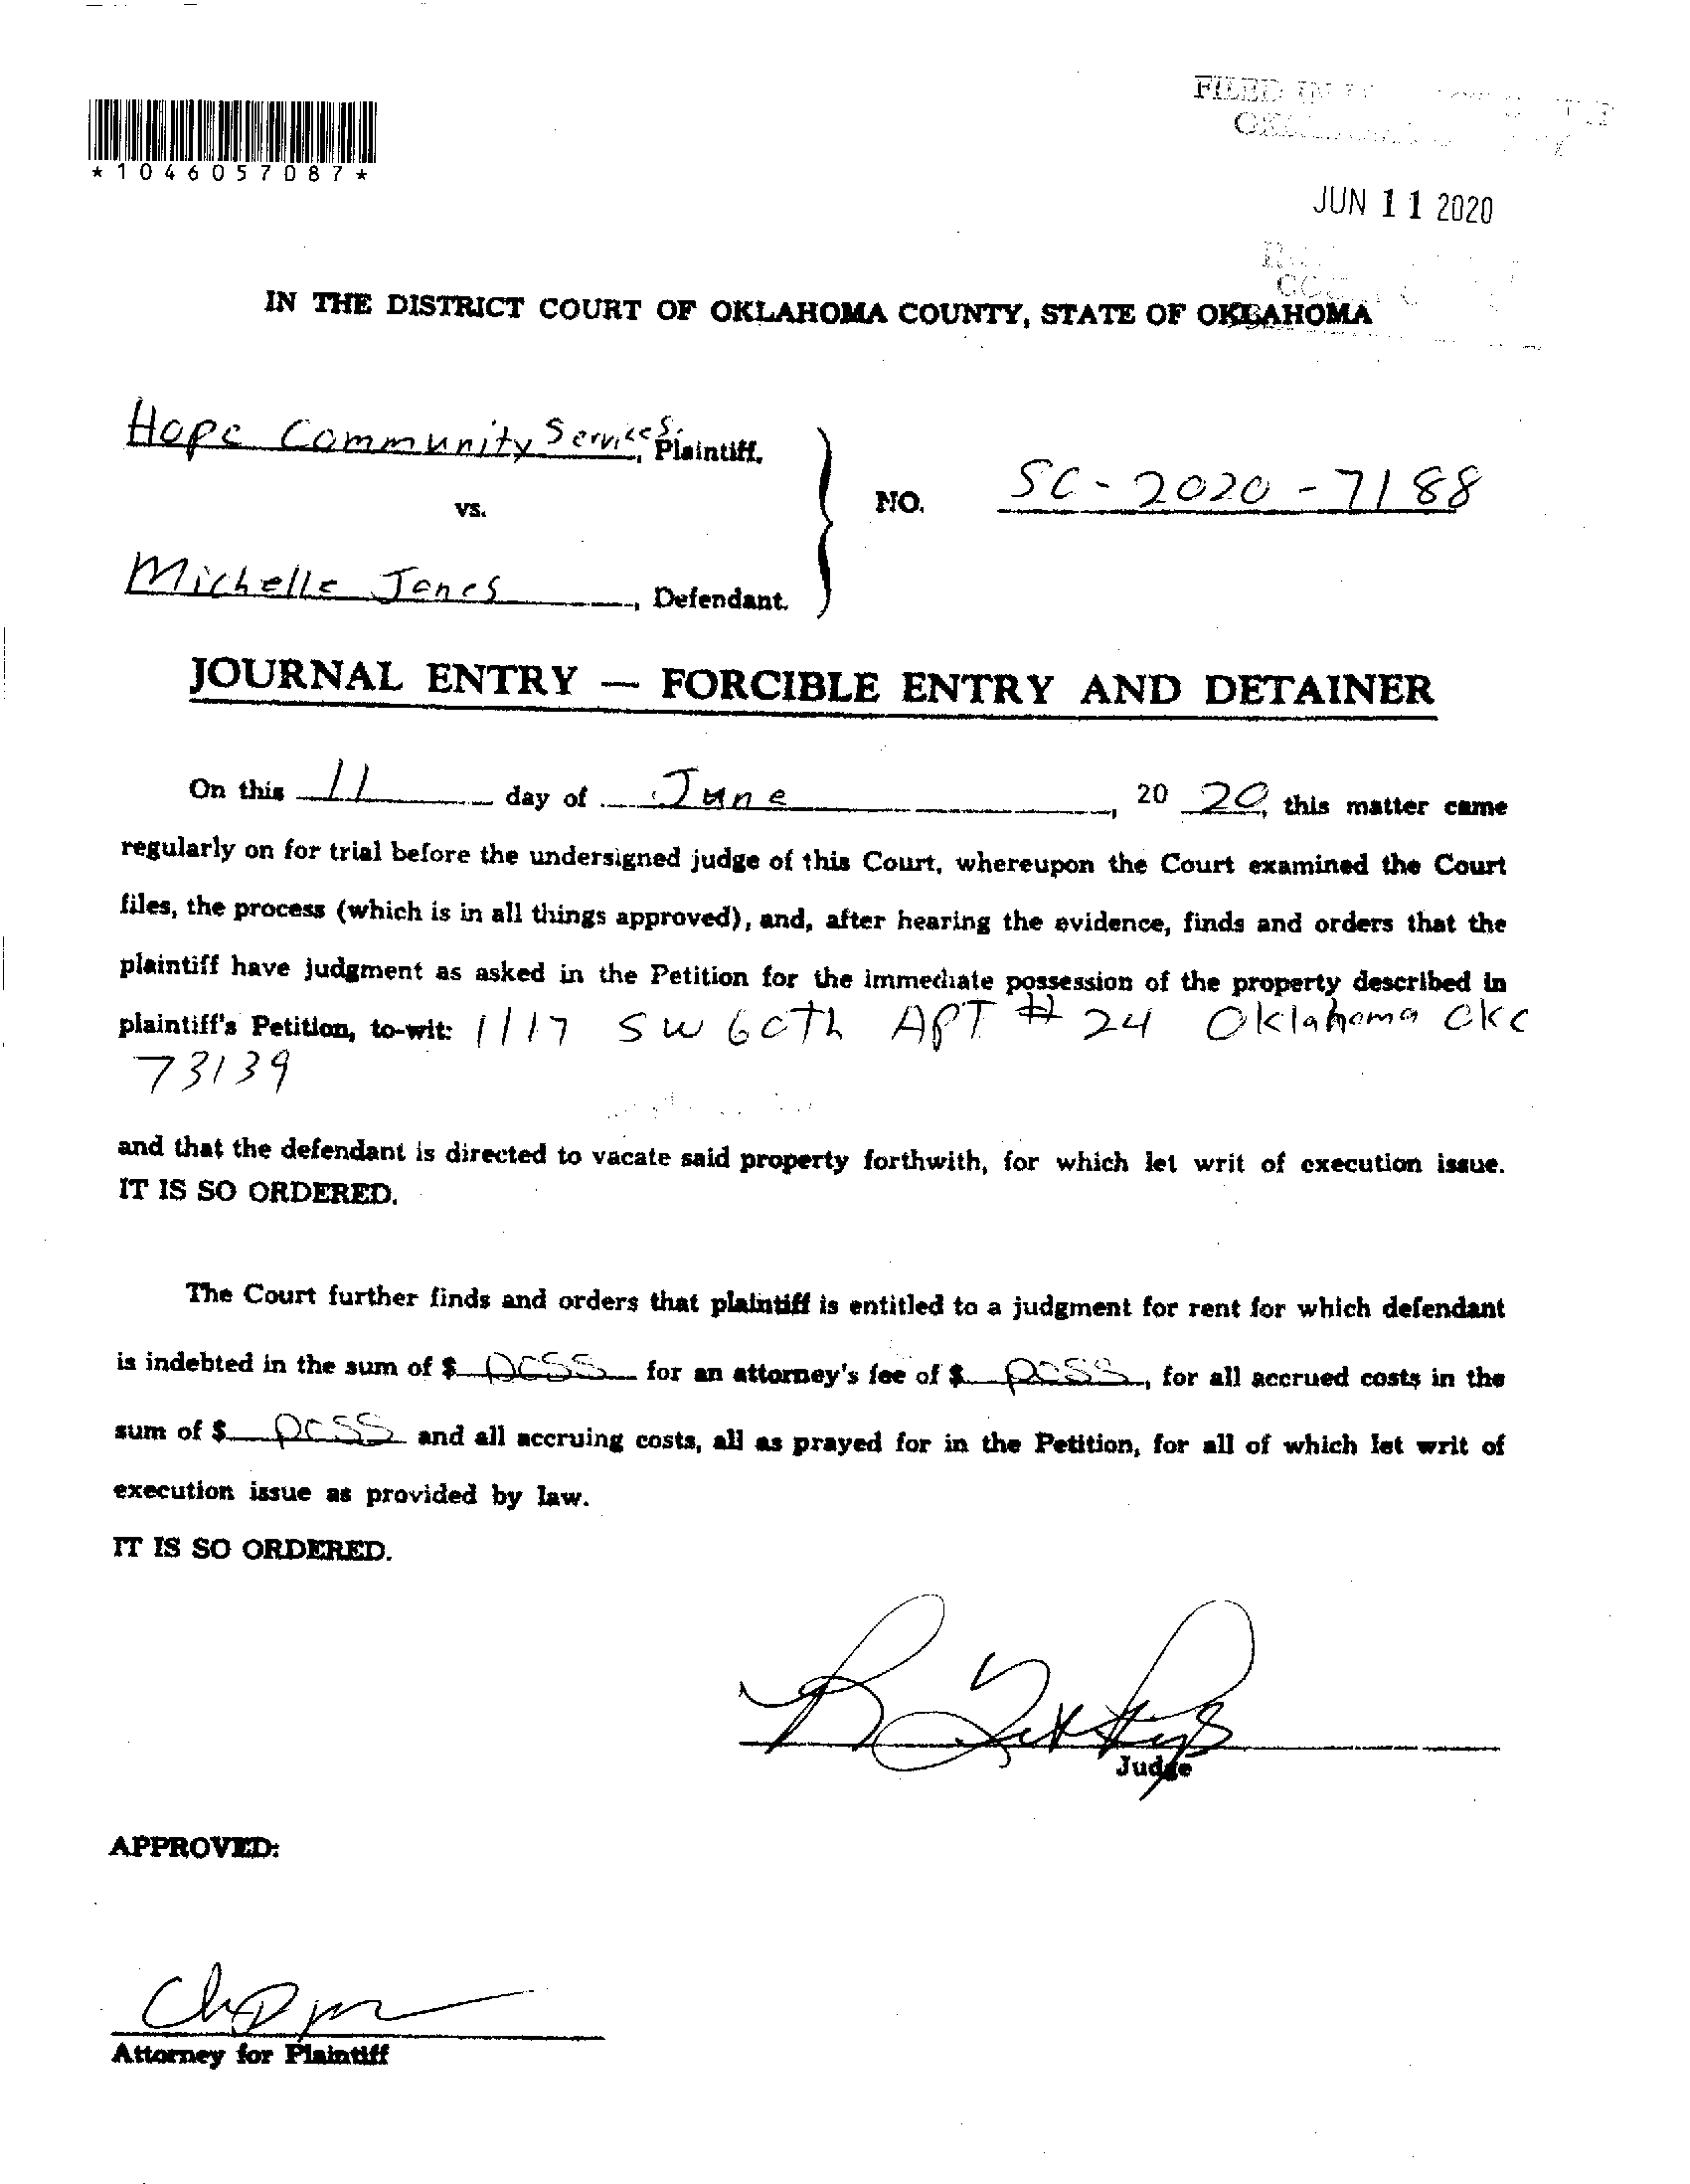 *1046057087*
FILED IN
JUN 11 2020
IN THE DISTRICT COURT OF OKLAHOMA COUNTY, STATE OF OKLAHOMA
Hope Community Services, Plaintiff,
vs.
NO. SC-2020-7188
Michelle Jones, Defendant.
JOURNAL ENTRY — FORCIBLE ENTRY AND DETAINER
On this 11 day of June, 20 20, this matter came
regularly on for trial before the undersigned judge of this Court, whereupon the Court examined the Court
files, the process (which is in all things approved), and, after hearing the evidence, finds and orders that the
plaintiff have judgment as asked in the Petition for the immediate possession of the property described in
plaintiff's Petition, to-wit: 1117 SW 60th APT # 24 Oklahoma OKC
73139
and that the defendant is directed to vacate said property forthwith, for which let writ of execution issue.
IT IS SO ORDERED.
The Court further finds and orders that plaintiff is entitled to a judgment for rent for which defendant
is indebted in the sum of $ poss for an attorney's fee of $ poss, for all accrued costs in the
sum of $ poss and all accruing costs, all as prayed for in the Petition, for all of which let writ of
execution issue as provided by law.
IT IS SO ORDERED.
Judge
APPROVED:
Attorney for Plaintiff